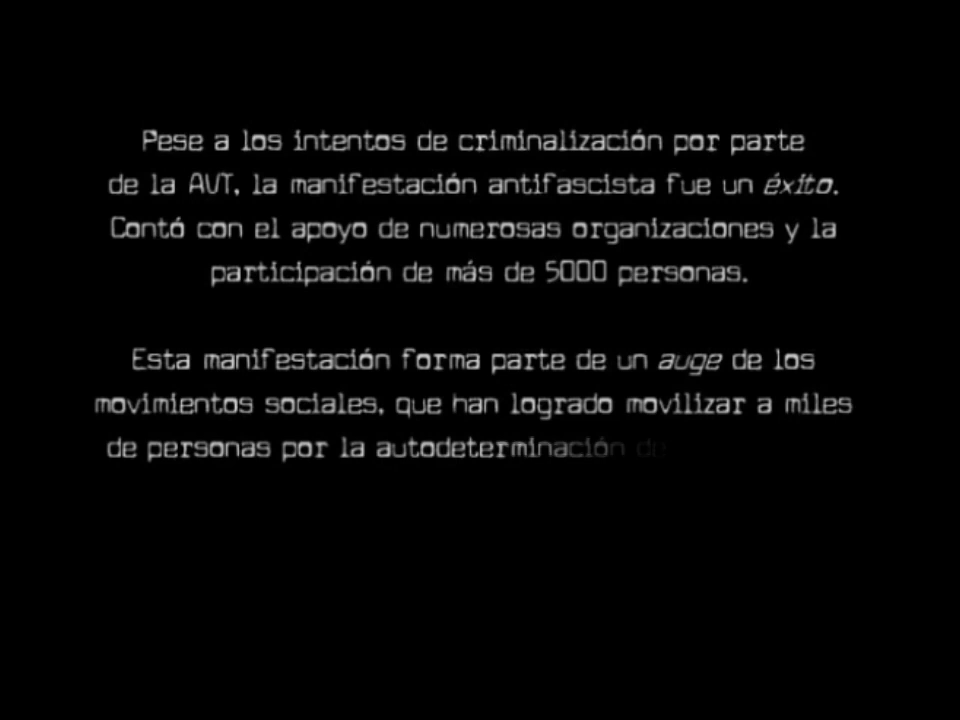 Pese a los intentos de criminalización por parte
de la AVT, la manifestación antifascista fue un éxito.
Contó con el apoyo de numerosas organizaciones y la
participación de más de 5000 personas.
Esta manifestación forma parte de un auge de los
movimientos sociales, que han logrado movilizar a miles
de personas por la autodeterminación de